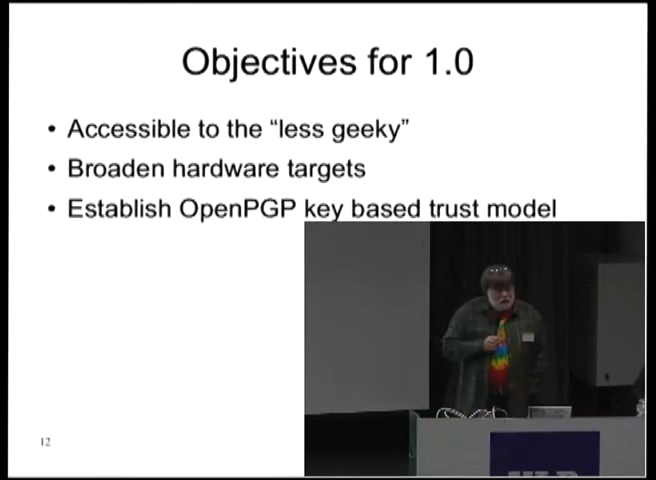 Objectives for 1.0
• Accessible to the “less geeky”
• Broaden hardware targets
• Establish OpenPGP key based trust model
12